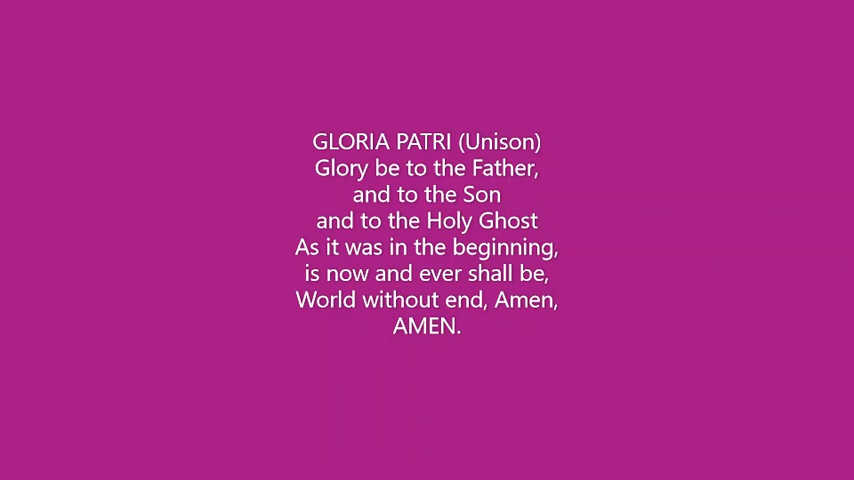 GLORIA PATRI (Unison)
Glory be to the Father,
and to the Son
and to the Holy Ghost
As it was in the beginning,
is now and ever shall be,
World without end, Amen,
AMEN.